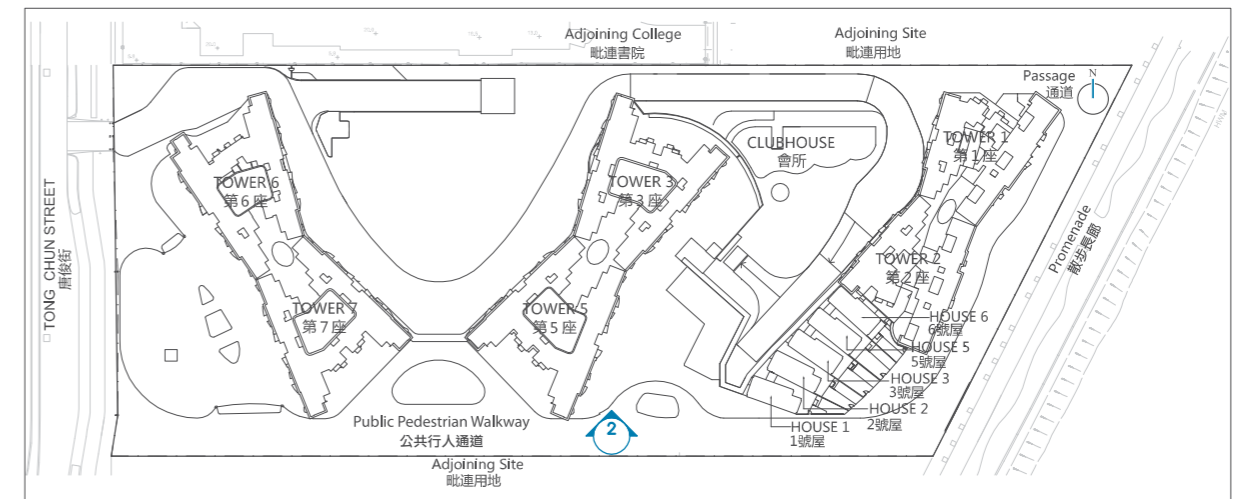 Adjoining College
毗連書院
Adjoining Site
毗連用地
Passage
通道
N
TONG CHUN STREET
唐俊街
TOWER 6
第 6 座
TOWER 3
第 3 座
CLUBHOUSE
會所
TOWER 1
第 1 座
TOWER 2
第 2 座
Promenade
散步長廊
TOWER 7
第 7 座
TOWER 5
第 5 座
HOUSE 6
6號屋
HOUSE 5
5號屋
HOUSE 3
3號屋
HOUSE 2
2號屋
HOUSE 1
1號屋
Public Pedestrian Walkway
公共行人通道
2
Adjoining Site
毗連用地